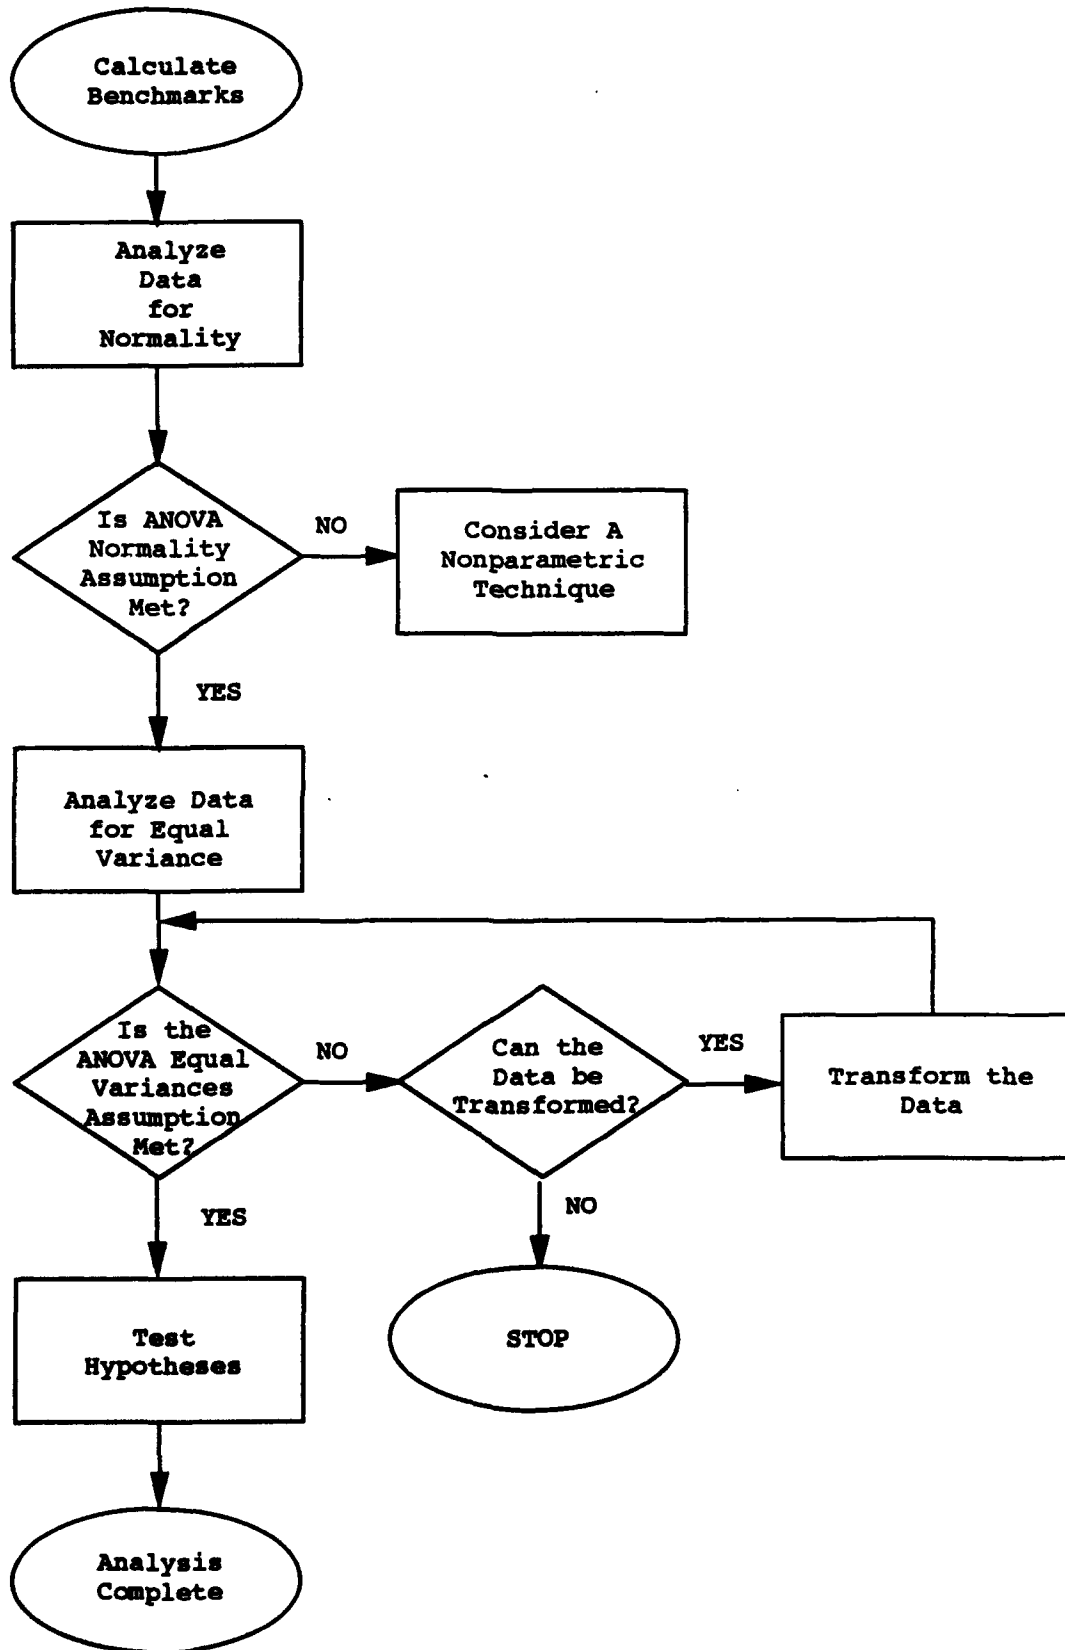 Calculate
Benchmarks
Analyze
Data
for
Normality
Is ANOVA
Normality
Assumption
Met?
NO
Consider A
Nonparametric
Technique
YES
Analyze Data
for Equal
Variance
Is the
ANOVA Equal
Variances
Assumption
Met?
NO
Can the
Data be
Transformed?
YES
Transform the
Data
YES
NO
Test
Hypotheses
STOP
Analysis
Complete